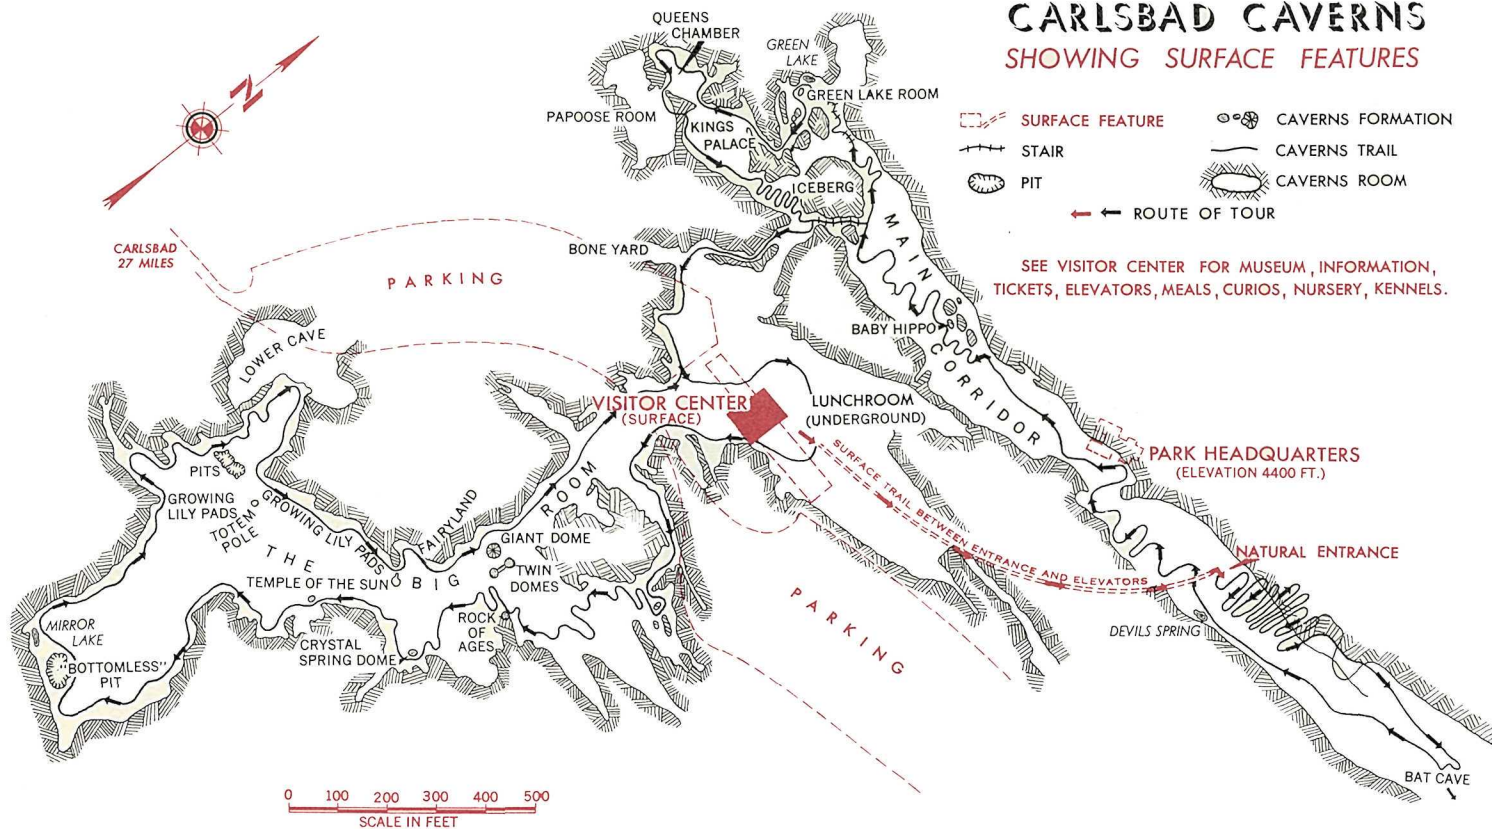 CARLSBAD CAVERNS
SHOWING SURFACE FEATURES
SURFACE FEATURE
STAIR
PIT
CAVERNS FORMATION
CAVERNS TRAIL
CAVERNS ROOM
ROUTE OF TOUR
SEE VISITOR CENTER FOR MUSEUM, INFORMATION,
TICKETS, ELEVATORS, MEALS, CURIOS, NURSERY, KENNELS.
N
QUEENS
CHAMBER
GREEN
LAKE
GREEN LAKE ROOM
PAPOOSE ROOM
KINGS
PALACE
ICEBERG
BONE YARD
MAIN
CORRIDOR
BABY HIPPO
CARLSBAD
27 MILES
PARKING
LOWER CAVE
VISITOR CENTER
(SURFACE)
LUNCHROOM
(UNDERGROUND)
SURFACE TRAIL BETWEEN ENTRANCE AND ELEVATORS
PARK HEADQUARTERS
(ELEVATION 4400 FT.)
NATURAL ENTRANCE
DEVILS SPRING
BAT CAVE
PARKING
PITS
GROWING
LILY PADS
TOTEM
POLE
GROWING LILY PADS
FAIRYLAND
THE BIG ROOM
GIANT DOME
TWIN
DOMES
TEMPLE OF THE SUN
ROCK
OF
AGES
CRYSTAL
SPRING DOME
MIRROR
LAKE
"BOTTOMLESS"
PIT
0 100 200 300 400 500
SCALE IN FEET